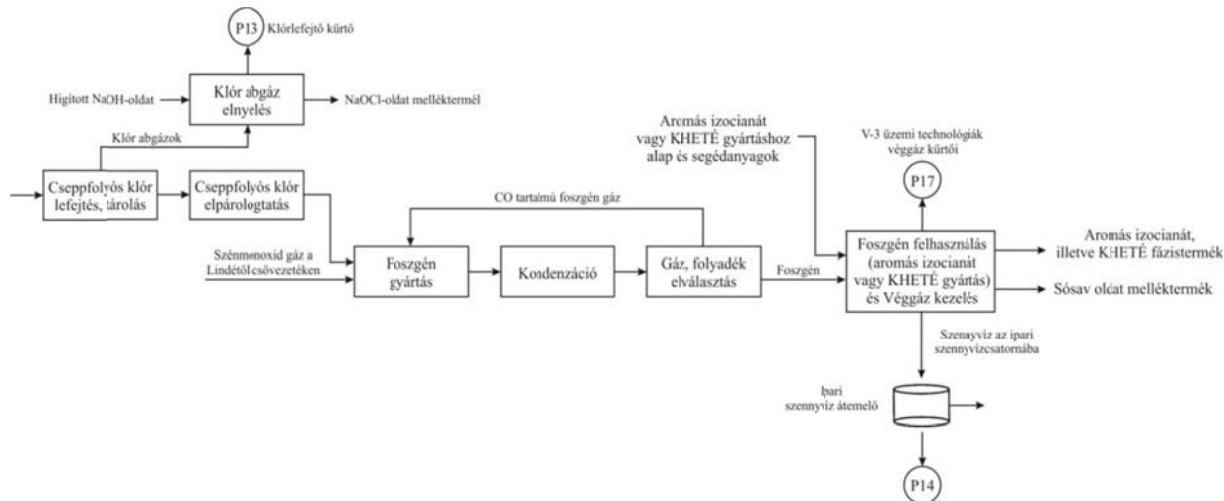 P13
Klórlefejtő kürtő
Hígított NaOH-oldat
Klór abgáz
elnyelés
NaOCl-oldat melléktermél
Klór abgázok
Cseppfolyós klór
lefejtés, tárolás
Cseppfolyós klór
elpárologtatás
Szénmonoxid gáz a
Lindétől csővezetéken
CO tartalmú foszgén gáz
Foszgén
gyártás
Kondenzáció
Gáz, folyadék
elválasztás
Foszgén
Aromás izocianát
vagy KHETÉ gyártáshoz
alap és segédanyagok
V-3 üzemi technológiák
véggáz kürtői
P17
Foszgén felhasználás
(aromás izocianát
vagy KHETÉ gyártás)
és Véggáz kezelés
Aromás izocianát,
illetve KHETÉ fázistermék
Sósav oldat melléktermék
Szennyvíz az ipari
szennyvízcsatornába
Ipari
szennyvíz átemelő
P14